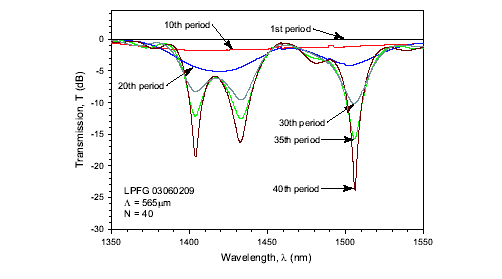 10th period
1st period
0
-5
-10
-15
-20
-25
-30
20th period
30th period
35th period
40th period
LPFG 03060209
Λ = 565μm
N = 40
1350
1400
1450
1500
1550
Transmission, T (dB)
Wavelength, λ (nm)